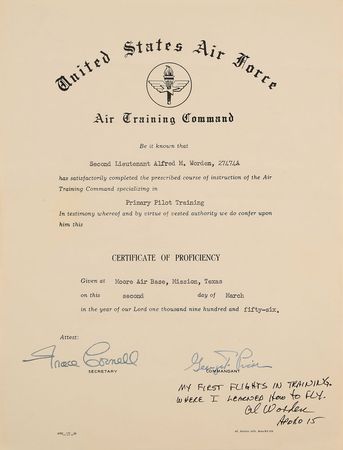 United States Air Force
Air Training Command
Be it known that
Second Lieutenant Alfred M. Worden, 27474A
has satisfactorily completed the prescribed course of instruction of the Air
Training Command specializing in
Primary Pilot Training
In testimony whereof and by virtue of vested authority we do confer upon
him this
CERTIFICATE OF PROFICIENCY
Given at Moore Air Base, Mission, Texas
on this second day of March
in the year of our Lord one thousand nine hundred and fifty-six.
Attest:
Grace Cornell
SECRETARY
COMMANDANT
MY FIRST FLIGHTS IN TRAINING.
WHERE I LEARNED HOW TO FLY.
Al Worden
APOLLO 15